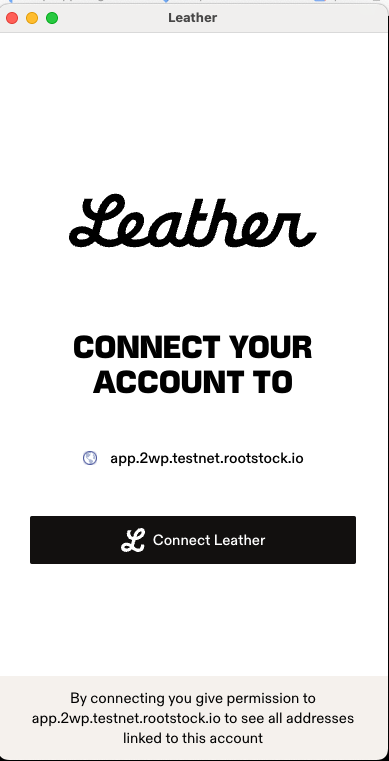 Leather
Leather
CONNECT YOUR
ACCOUNT TO
app.2wp.testnet.rootstock.io
Connect Leather
By connecting you give permission to
app.2wp.testnet.rootstock.io to see all addresses
linked to this account